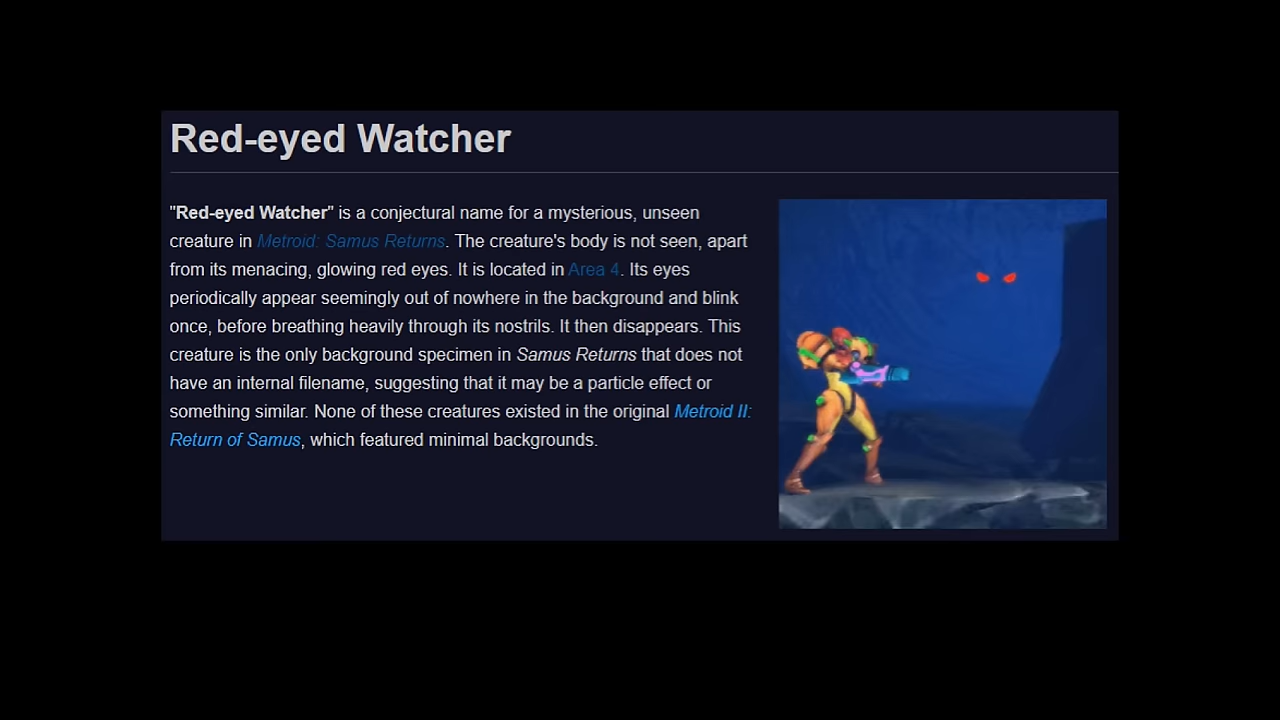 Red-eyed Watcher
"Red-eyed Watcher" is a conjectural name for a mysterious, unseen
creature in Metroid: Samus Returns. The creature's body is not seen, apart
from its menacing, glowing red eyes. It is located in Area 4. Its eyes
periodically appear seemingly out of nowhere in the background and blink
once, before breathing heavily through its nostrils. It then disappears. This
creature is the only background specimen in Samus Returns that does not
have an internal filename, suggesting that it may be a particle effect or
something similar. None of these creatures existed in the original Metroid II:
Return of Samus, which featured minimal backgrounds.